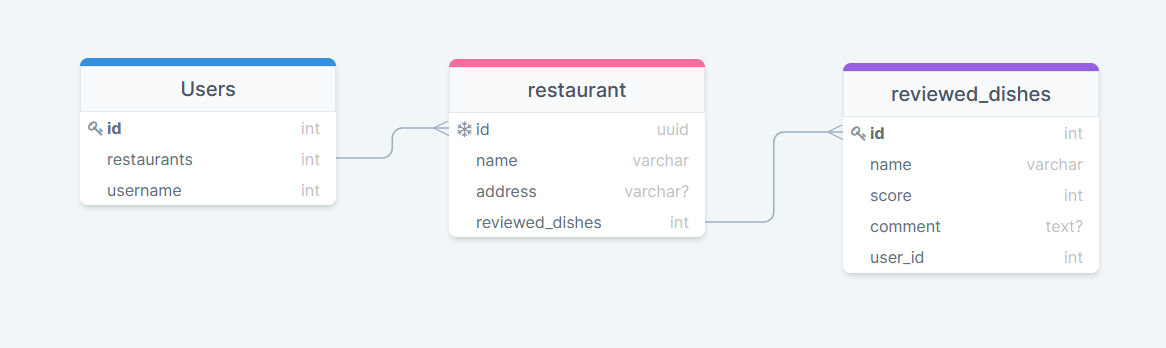 Users
id int
restaurants int
username int
restaurant
id uuid
name varchar
address varchar?
reviewed_dishes int
reviewed_dishes
id int
name varchar
score int
comment text?
user_id int